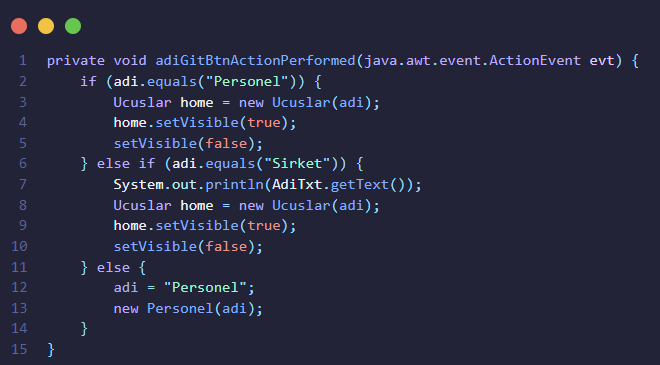 1 private void adiGitBtnActionPerformed(java.awt.event.ActionEvent evt) {
2     if (adi.equals("Personel")) {
3         Ucuslar home = new Ucuslar(adi);
4         home.setVisible(true);
5         setVisible(false);
6     } else if (adi.equals("Sirket")) {
7         System.out.println(AdiTxt.getText());
8         Ucuslar home = new Ucuslar(adi);
9         home.setVisible(true);
10         setVisible(false);
11     } else {
12         adi = "Personel";
13         new Personel(adi);
14     }
15 }